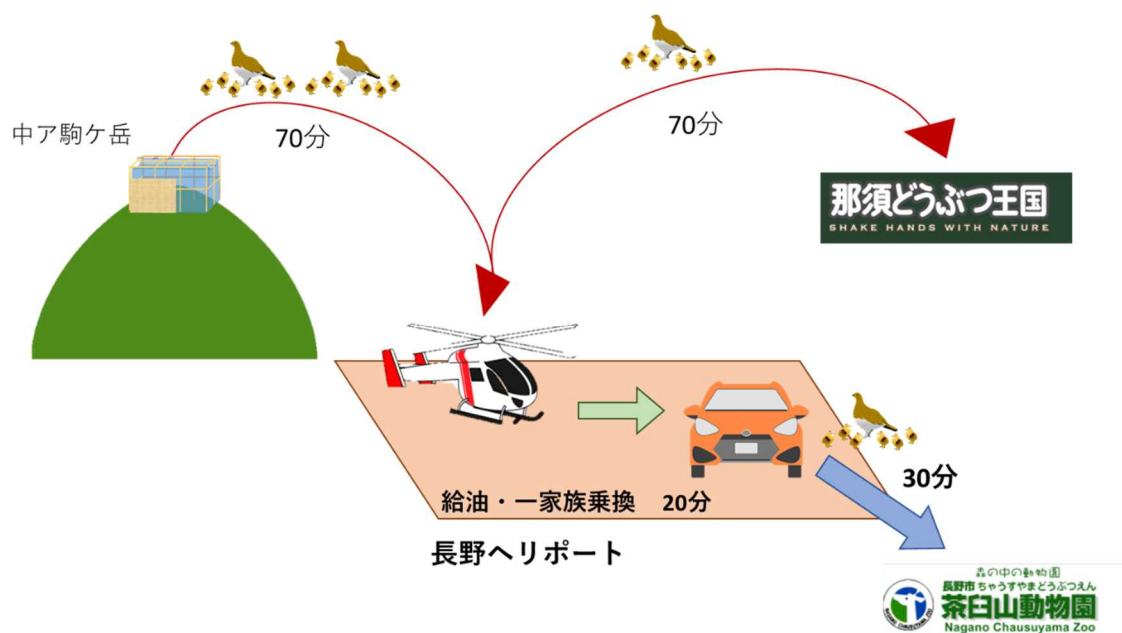 中ア駒ケ岳
70分
70分
那須どうぶつ王国
SHAKE HANDS WITH NATURE
給油・一家族乗換 20分
30分
長野ヘリポート
森の中の動物園
長野市ちゃうすやまどうぶつえん
茶臼山動物園
Nagano Chausuyama Zoo